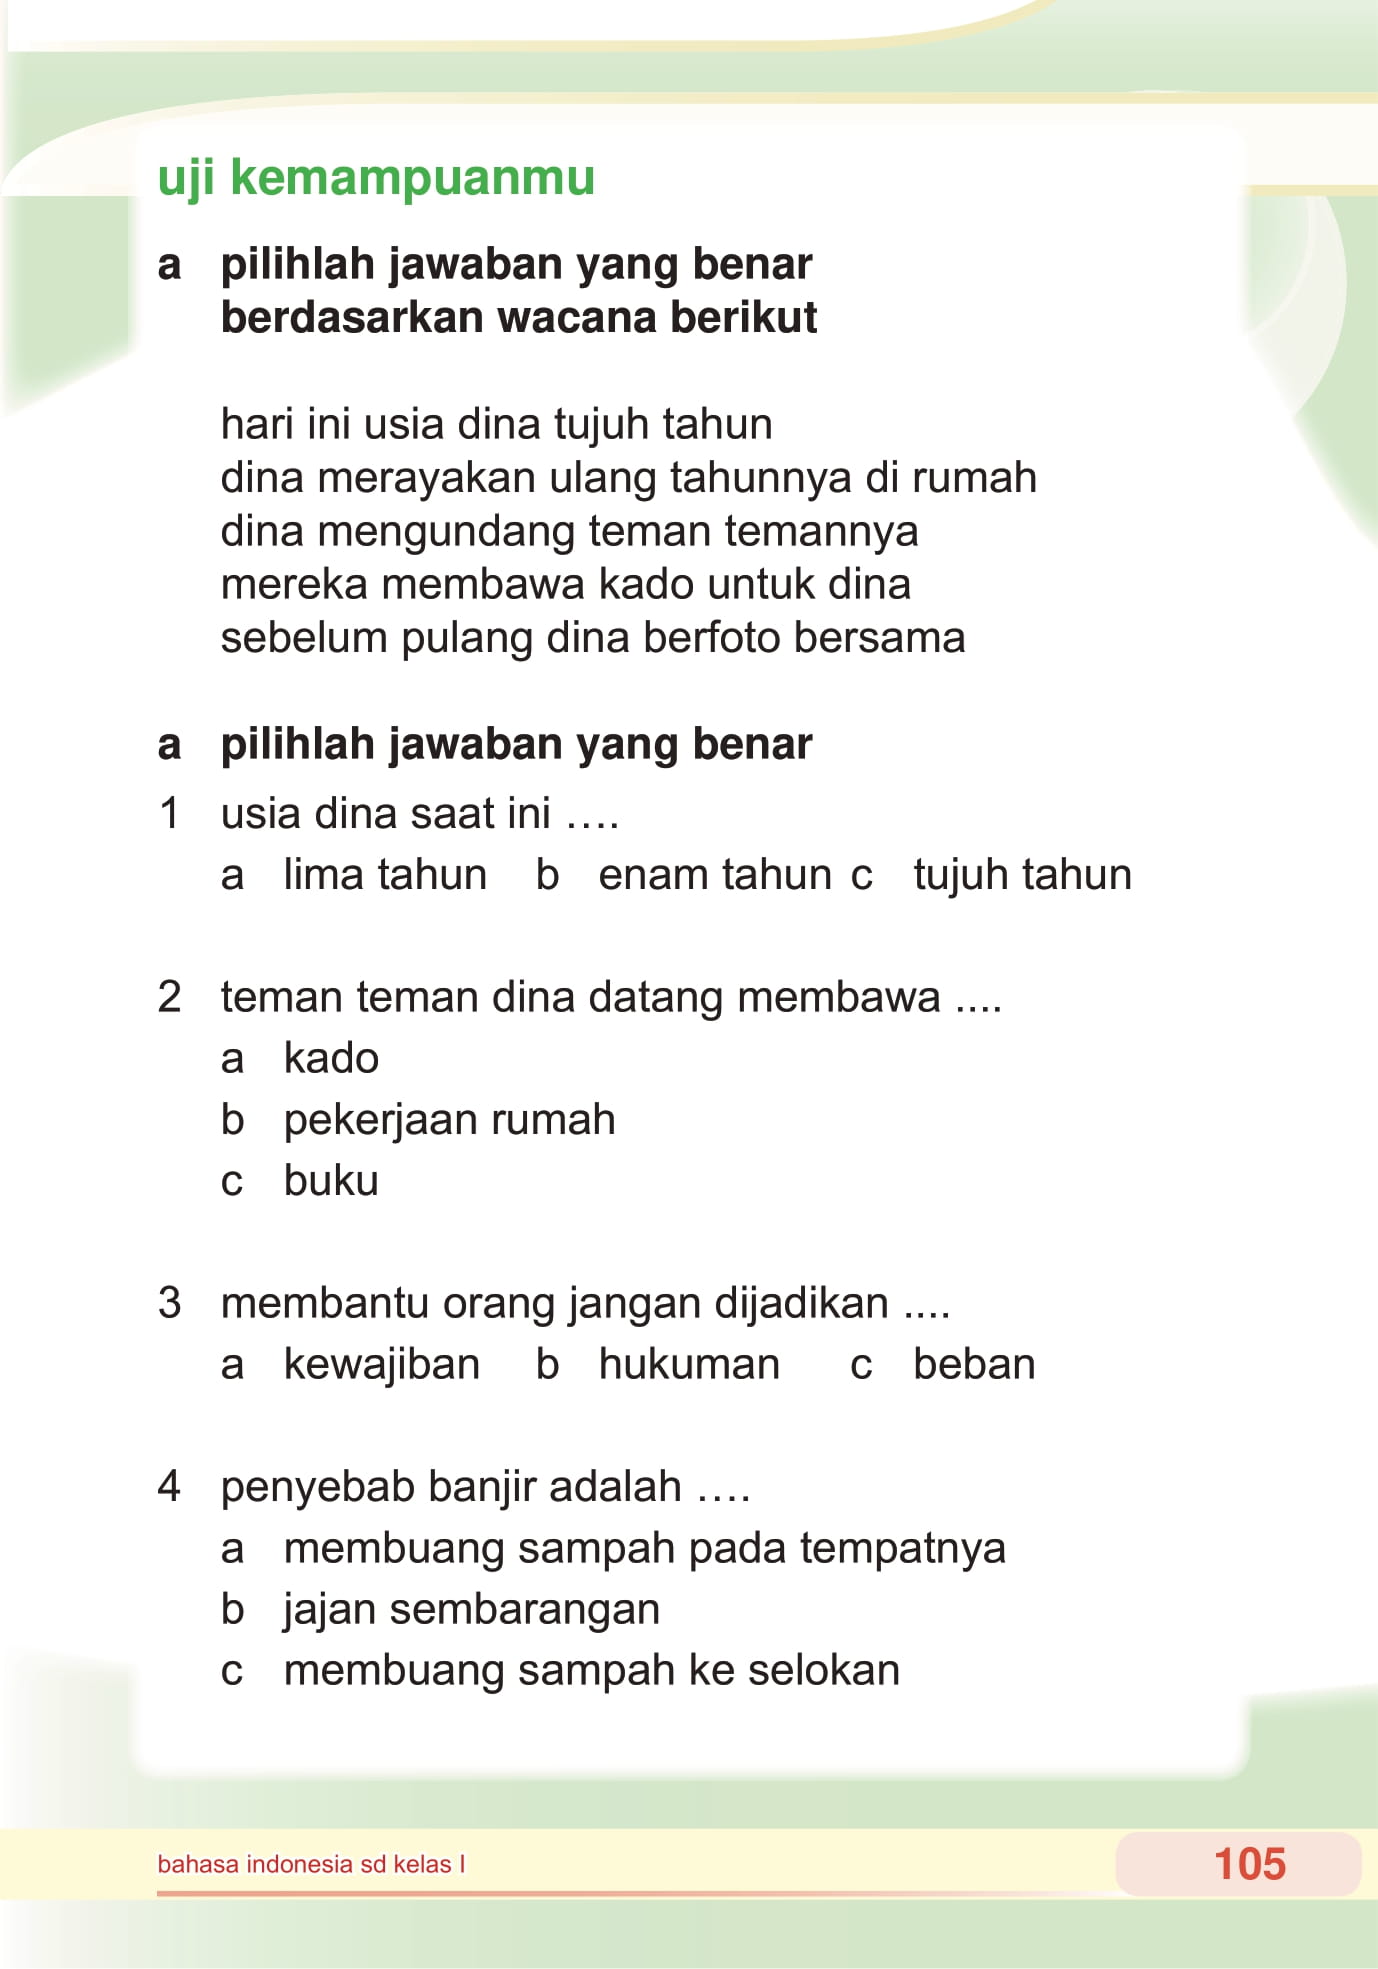 uji kemampuanmu
a pilihlah jawaban yang benar
berdasarkan wacana berikut
hari ini usia dina tujuh tahun
dina merayakan ulang tahunnya di rumah
dina mengundang teman temannya
mereka membawa kado untuk dina
sebelum pulang dina berfoto bersama
a pilihlah jawaban yang benar
1 usia dina saat ini ....
a lima tahun b enam tahun c tujuh tahun
2 teman teman dina datang membawa ....
a kado
b pekerjaan rumah
c buku
3 membantu orang jangan dijadikan ....
a kewajiban b hukuman c beban
4 penyebab banjir adalah ....
a membuang sampah pada tempatnya
b jajan sembarangan
c membuang sampah ke selokan
bahasa indonesia sd kelas I
105